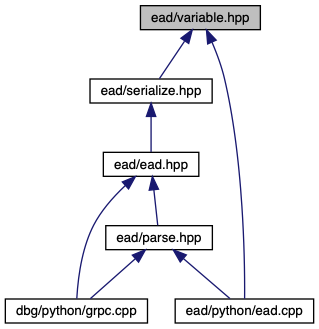 ead/variable.hpp
ead/serialize.hpp
ead/ead.hpp
ead/parse.hpp
dbg/python/grpc.cpp
ead/python/ead.cpp